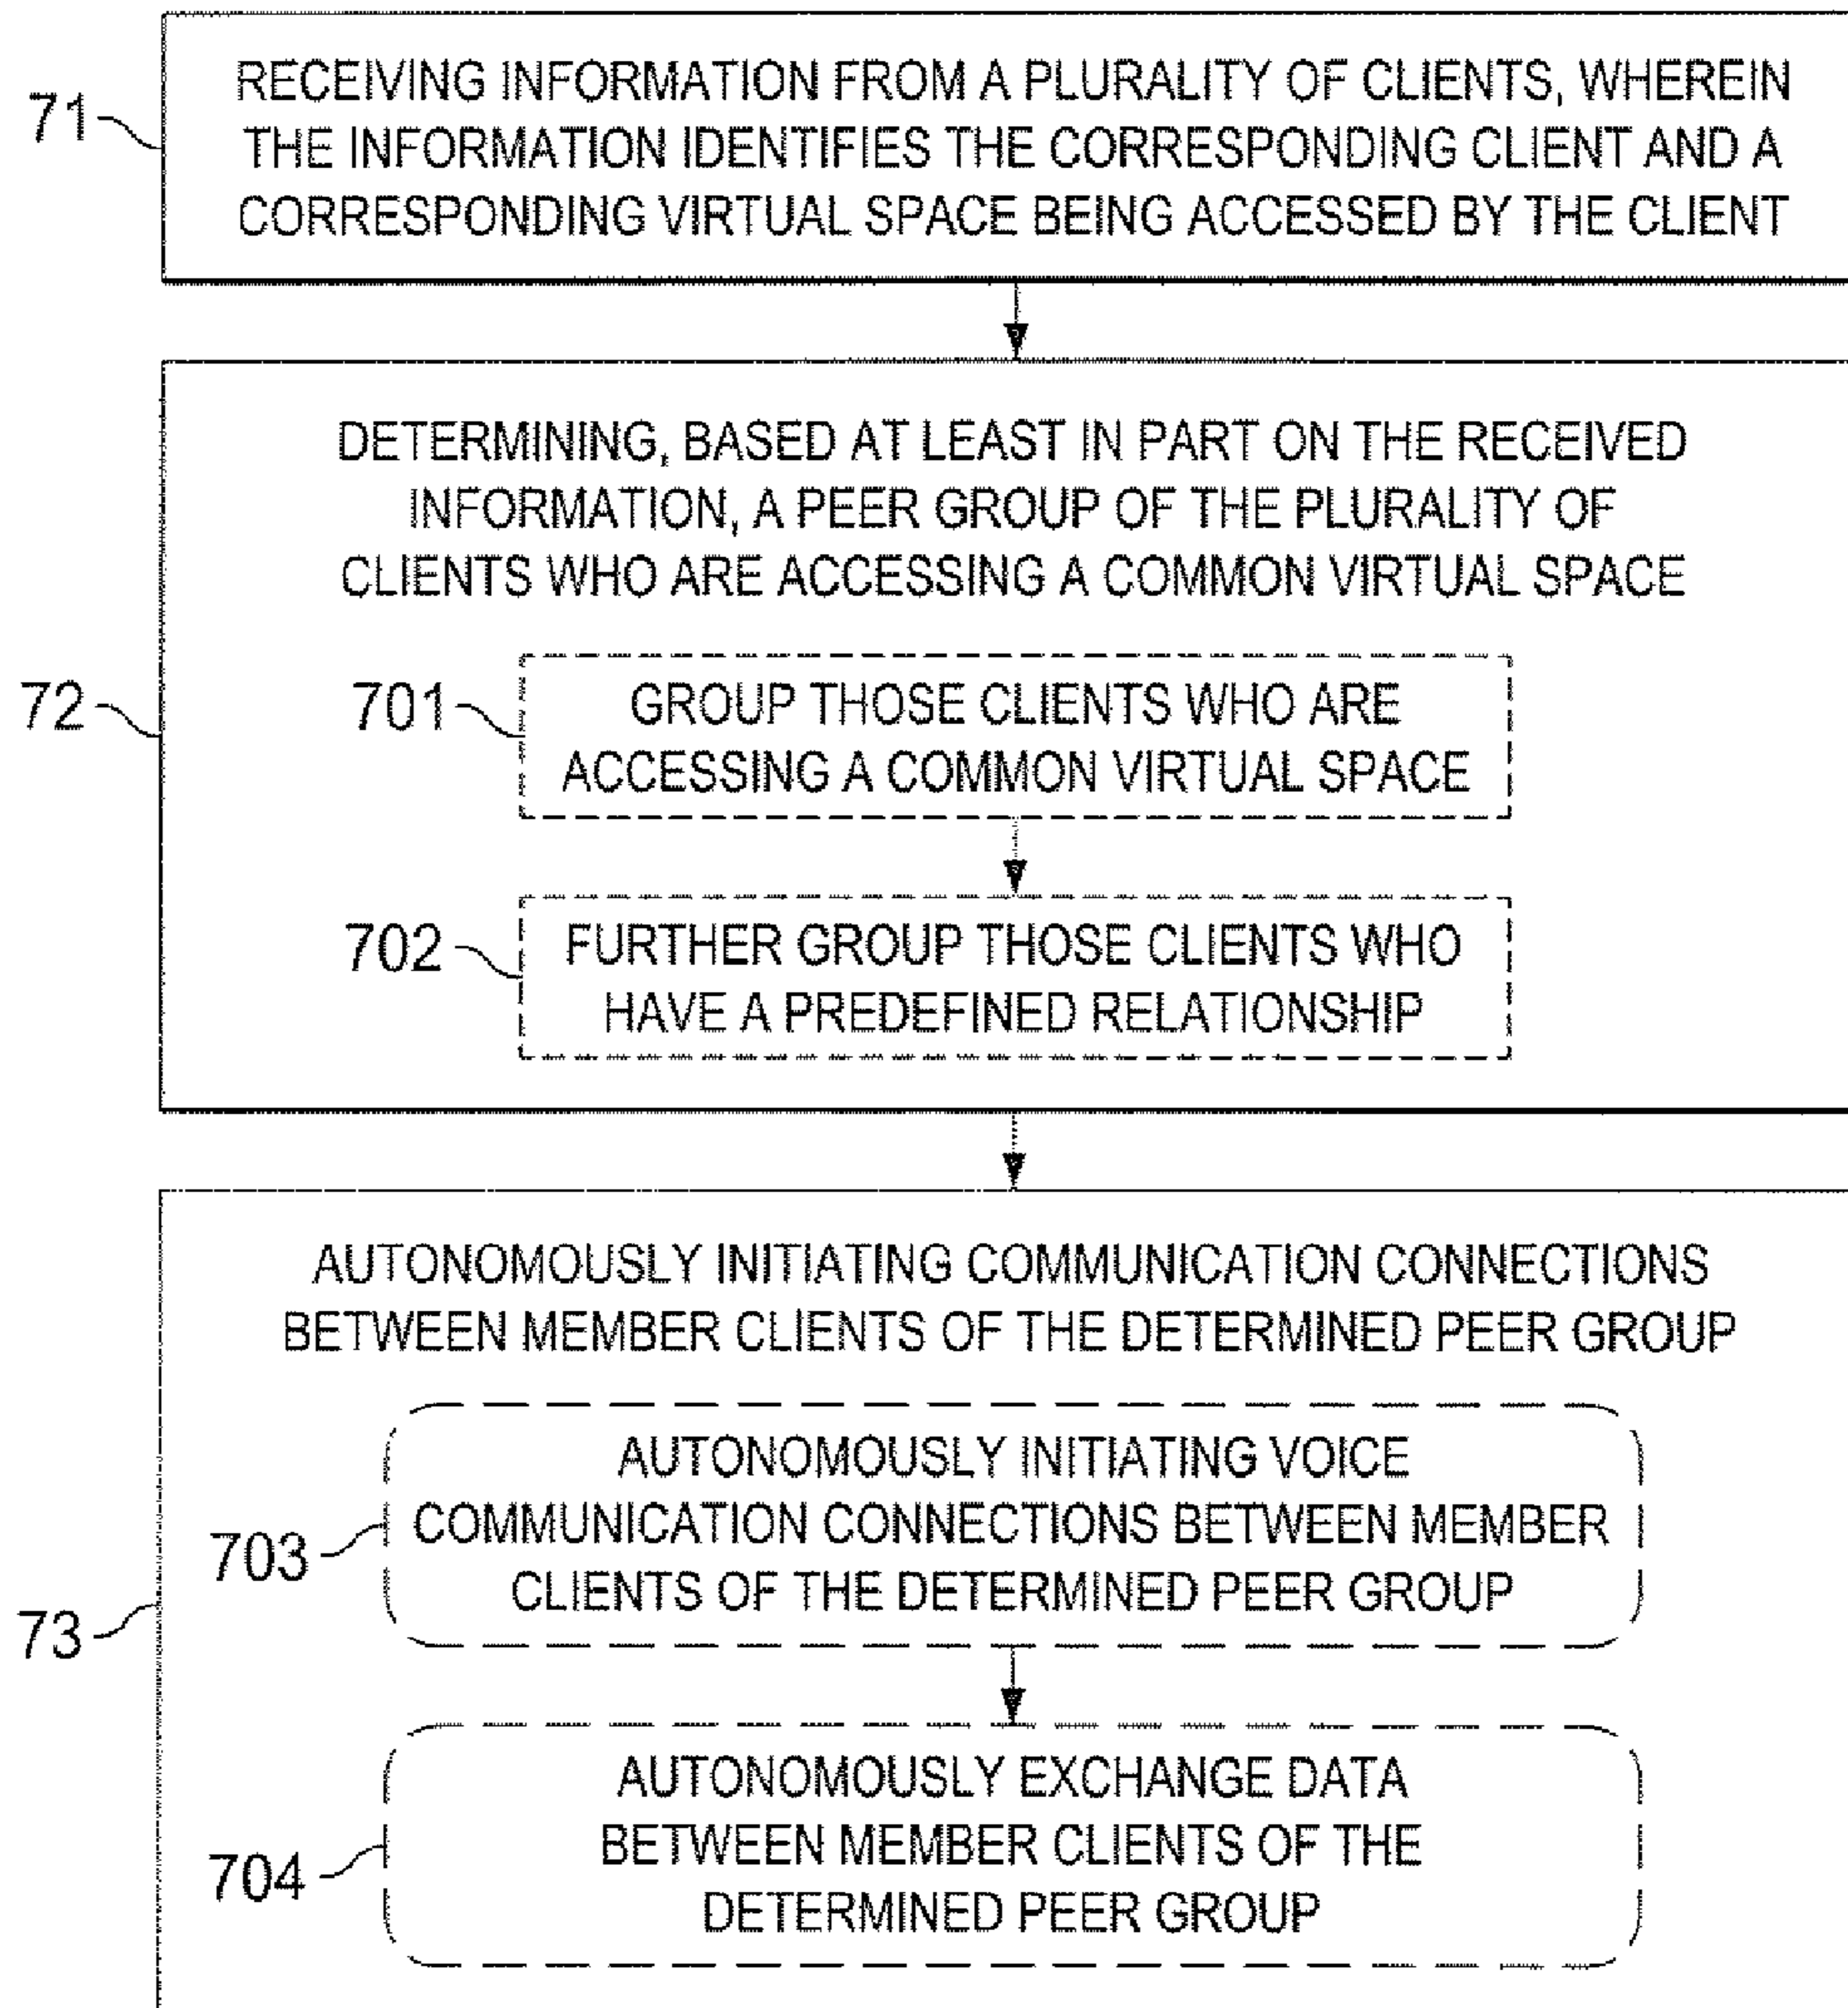 71
RECEIVING INFORMATION FROM A PLURALITY OF CLIENTS, WHEREIN
THE INFORMATION IDENTIFIES THE CORRESPONDING CLIENT AND A
CORRESPONDING VIRTUAL SPACE BEING ACCESSED BY THE CLIENT
72
DETERMINING, BASED AT LEAST IN PART ON THE RECEIVED
INFORMATION, A PEER GROUP OF THE PLURALITY OF
CLIENTS WHO ARE ACCESSING A COMMON VIRTUAL SPACE
701
GROUP THOSE CLIENTS WHO ARE
ACCESSING A COMMON VIRTUAL SPACE
702
FURTHER GROUP THOSE CLIENTS WHO
HAVE A PREDEFINED RELATIONSHIP
73
AUTONOMOUSLY INITIATING COMMUNICATION CONNECTIONS
BETWEEN MEMBER CLIENTS OF THE DETERMINED PEER GROUP
703
AUTONOMOUSLY INITIATING VOICE
COMMUNICATION CONNECTIONS BETWEEN MEMBER
CLIENTS OF THE DETERMINED PEER GROUP
704
AUTONOMOUSLY EXCHANGE DATA
BETWEEN MEMBER CLIENTS OF THE
DETERMINED PEER GROUP